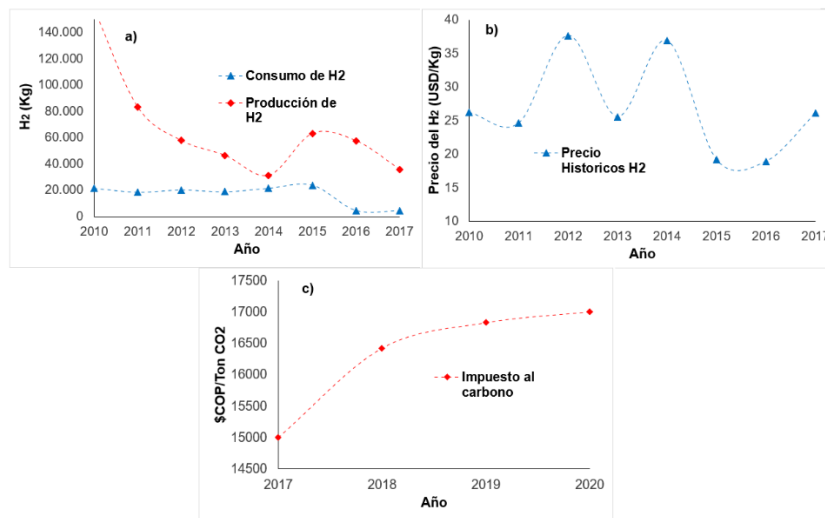 a)
H2 (Kg)
140.000
120.000
100.000
80.000
60.000
40.000
20.000
0
Consumo de H2
Producción de
H2
2010 2011 2012 2013 2014 2015 2016 2017
Año
b)
Precio del H2 (USD/Kg)
40
35
30
25
20
15
10
Precio
Historicos H2
2010 2011 2012 2013 2014 2015 2016 2017
Año
c)
$COP/Ton CO2
17500
17000
16500
16000
15500
15000
14500
Impuesto al
carbono
2017 2018 2019 2020
Año